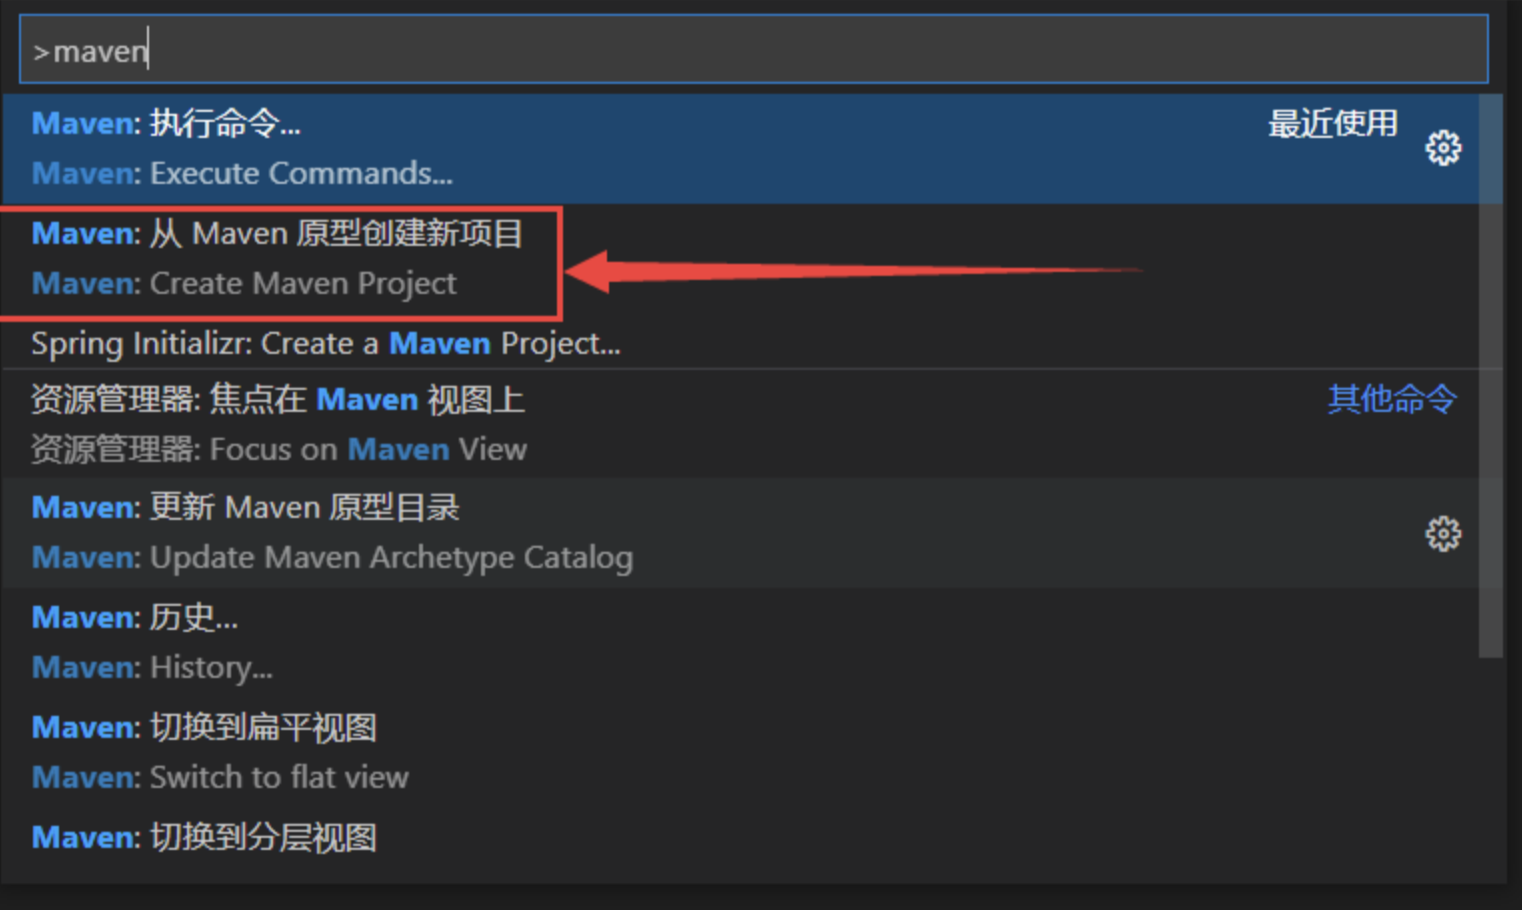 >maven
Maven: 执行命令...
最近使用
Maven: Execute Commands...
Maven: 从 Maven 原型创建新项目
Maven: Create Maven Project
Spring Initializr: Create a Maven Project...
资源管理器: 焦点在 Maven 视图上
其他命令
资源管理器: Focus on Maven View
Maven: 更新 Maven 原型目录
Maven: Update Maven Archetype Catalog
Maven: 历史...
Maven: History...
Maven: 切换到扁平视图
Maven: Switch to flat view
Maven: 切换到分层视图